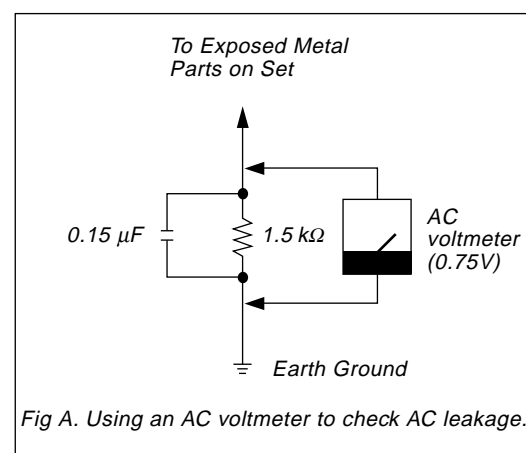 To Exposed Metal
Parts on Set
0.15 µF
1.5 kΩ
AC
voltmeter
(0.75V)
Earth Ground
Fig A. Using an AC voltmeter to check AC leakage.